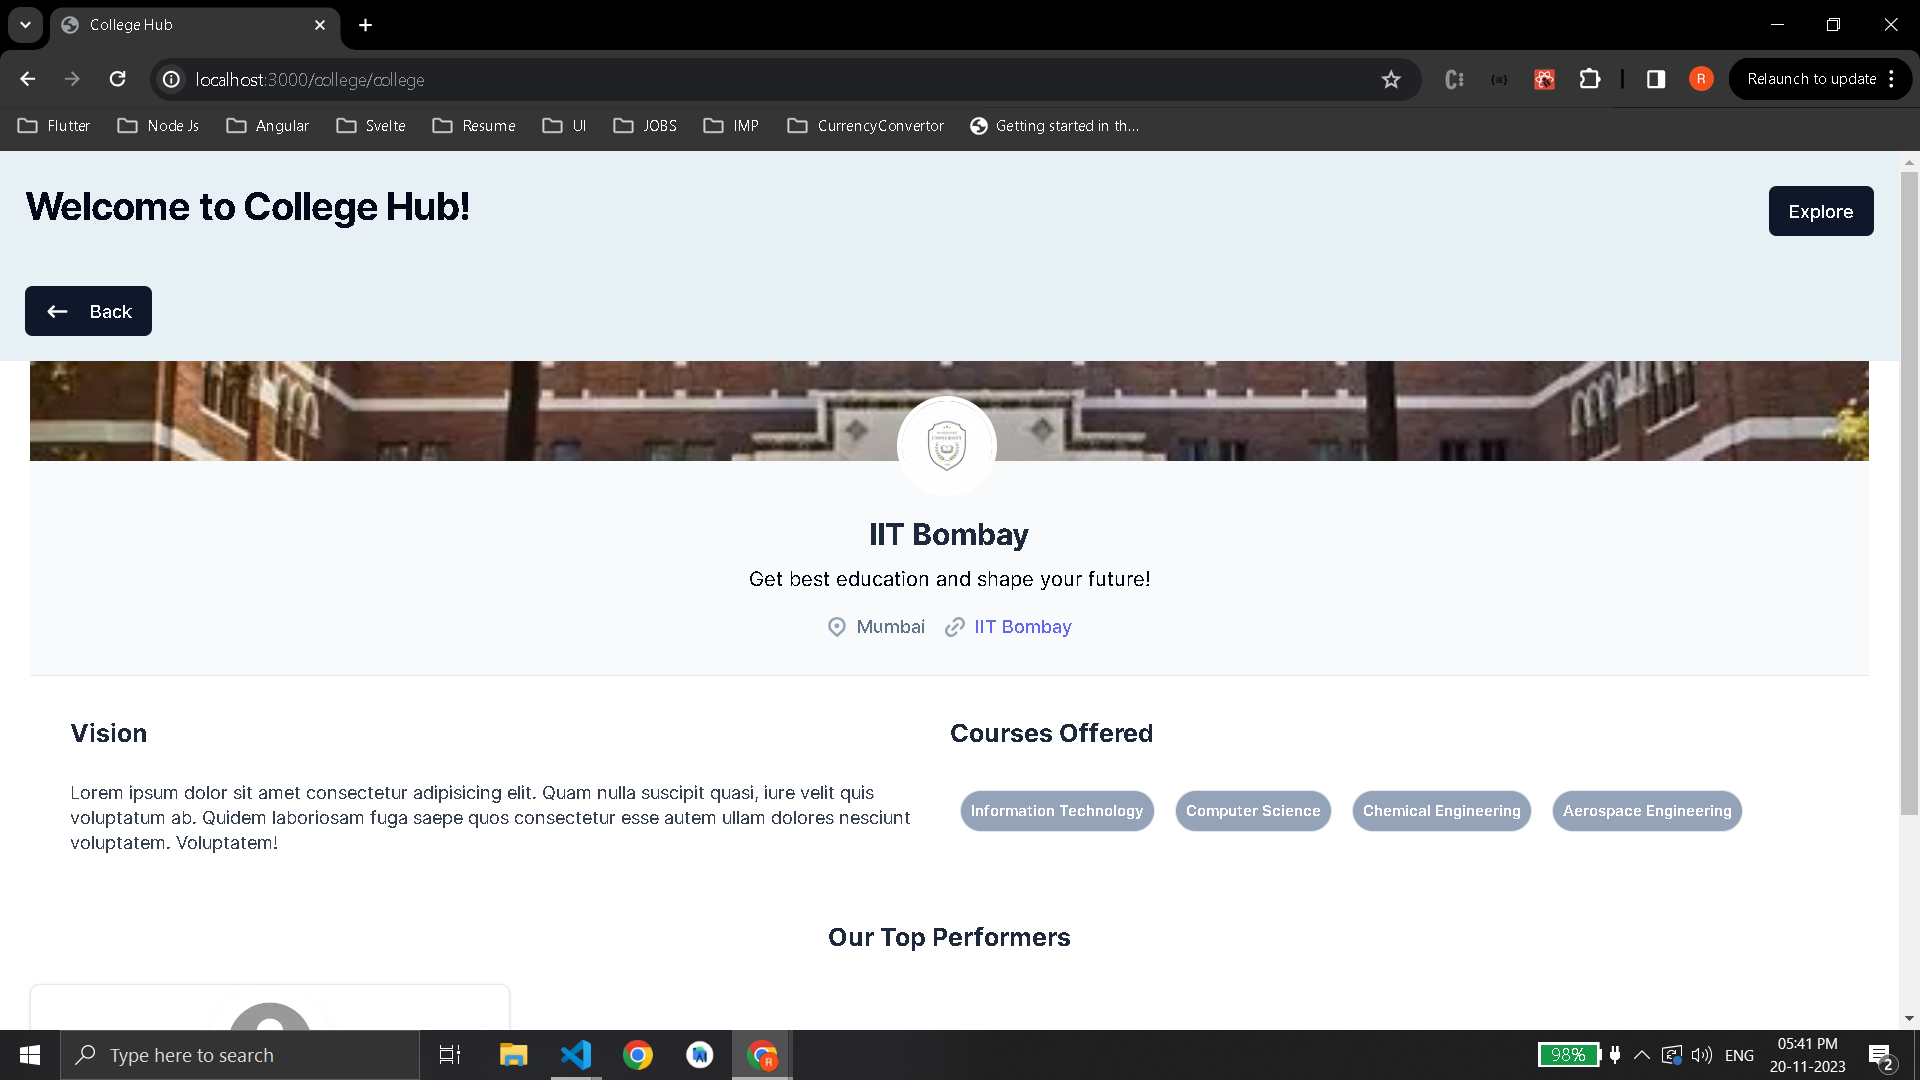 College Hub
localhost:3000/college/college
Relaunch to update
R
Flutter
Node Js
Angular
Svelte
Resume
UI
JOBS
IMP
CurrencyConvertor
Getting started in th...
Welcome to College Hub!
Explore
Back
UNIVERSITY
IIT Bombay
Get best education and shape your future!
Mumbai
IIT Bombay
Vision
Courses Offered
Lorem ipsum dolor sit amet consectetur adipisicing elit. Quam nulla suscipit quasi, iure velit quis
voluptatum ab. Quidem laboriosam fuga saepe quos consectetur esse autem ullam dolores nesciunt
voluptatem. Voluptatem!
Information Technology
Computer Science
Chemical Engineering
Aerospace Engineering
Our Top Performers
Type here to search
R
98%
ENG
05:41 PM
20-11-2023
2